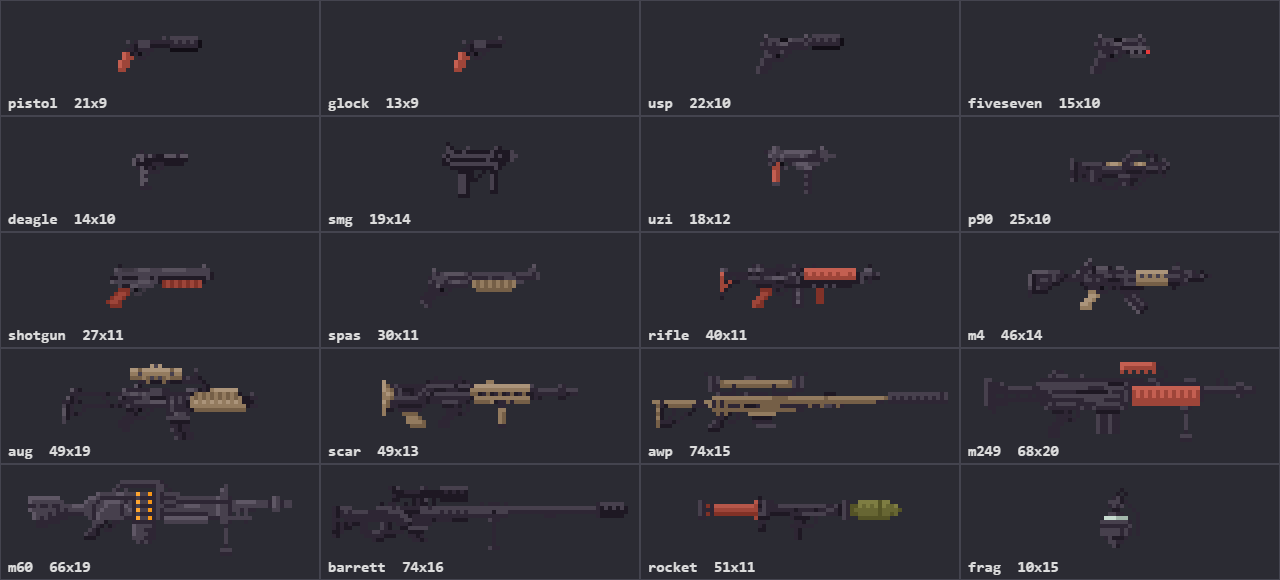 pistol 21x9
glock 13x9
usp 22x10
fiveseven 15x10
deagle 14x10
smg 19x14
uzi 18x12
p90 25x10
shotgun 27x11
spas 30x11
rifle 40x11
m4 46x14
aug 49x19
scar 49x13
awp 74x15
m249 68x20
m60 66x19
barrett 74x16
rocket 51x11
frag 10x15